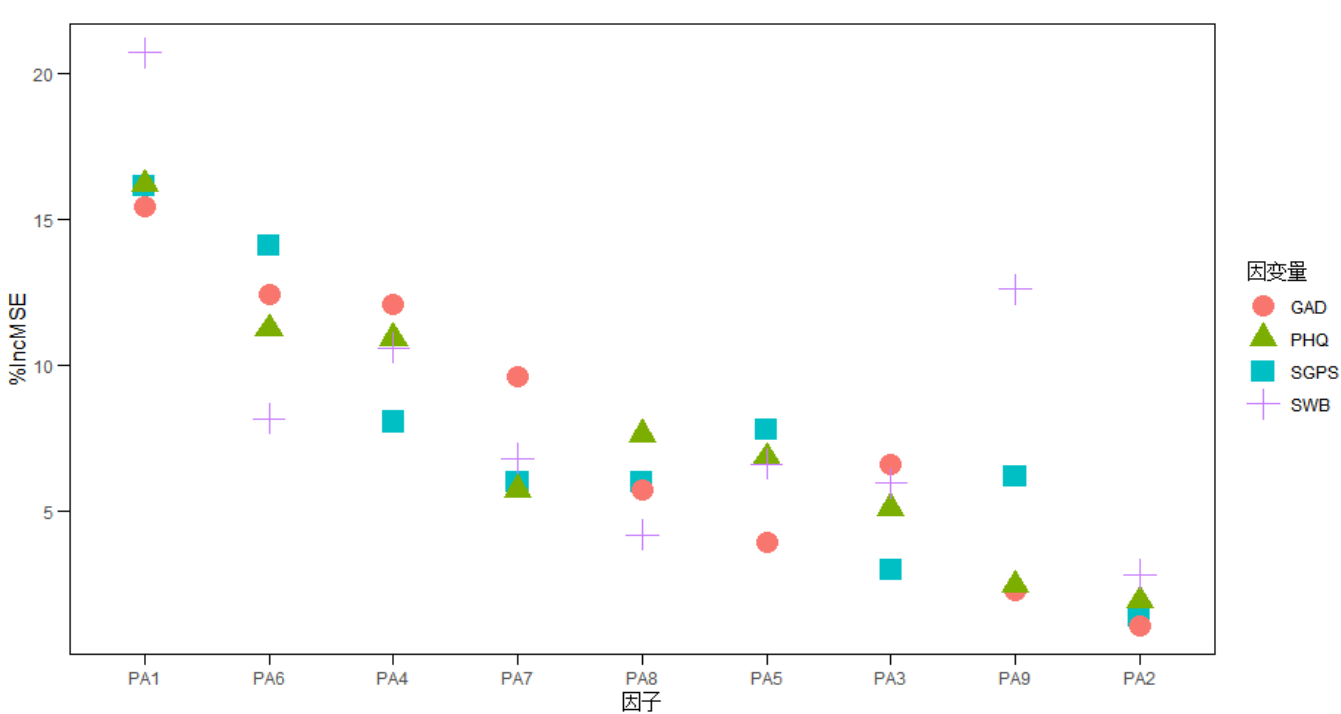 20
15
10
5
%IncMSE
PA1 PA6 PA4 PA7 PA8 PA5 PA3 PA9 PA2
因子
因变量
GAD
PHQ
SGPS
SWB